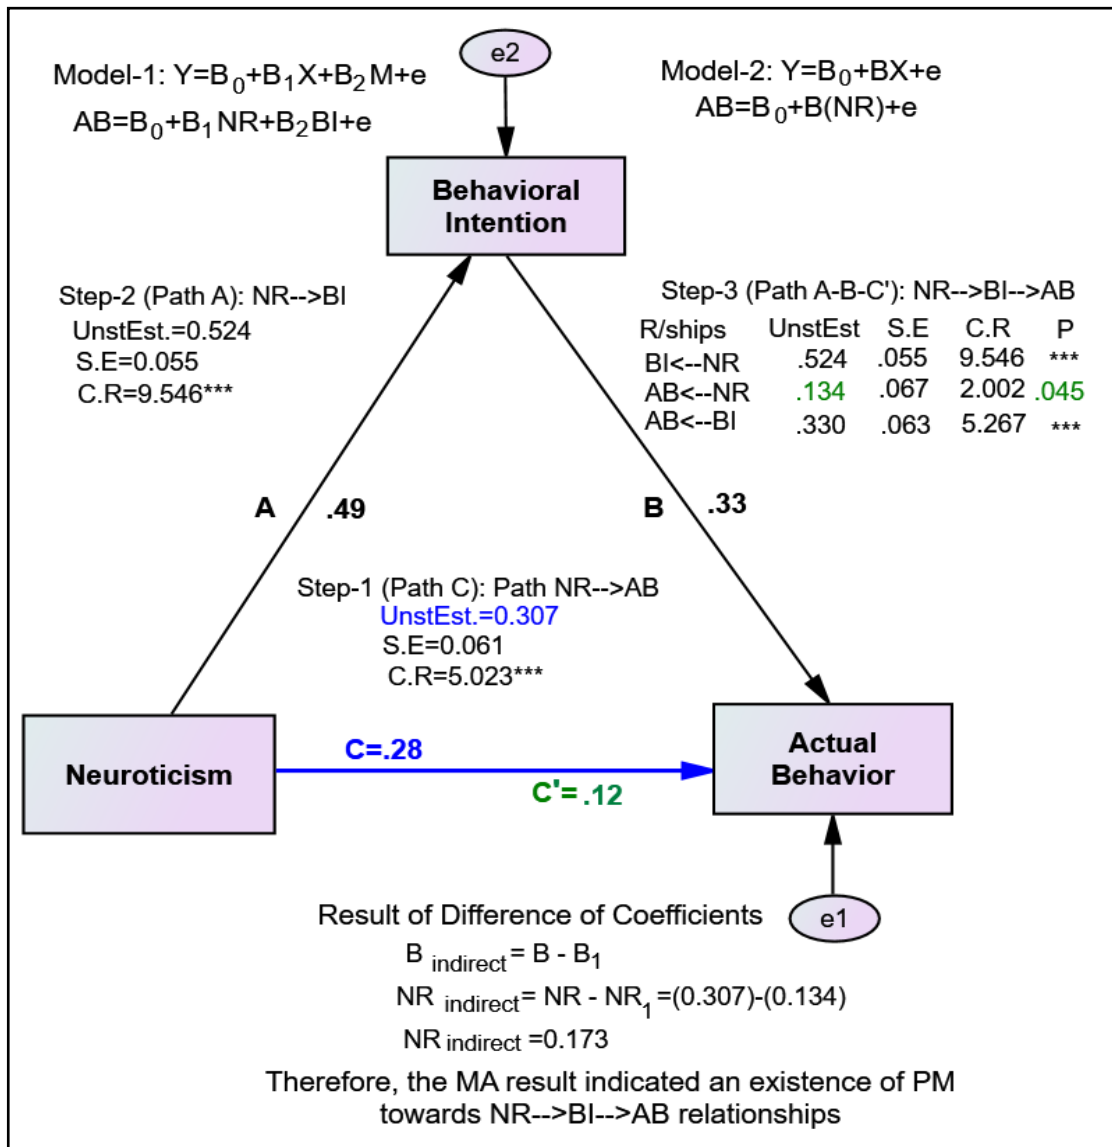 e2
Model-1: Y=B0+B1X+B2M+e
AB=B0+B1NR+B2BI+e
Model-2: Y=B0+BX+e
AB=B0+B(NR)+e
Behavioral
Intention
Step-2 (Path A): NR-->BI
UnstEst.=0.524
S.E=0.055
C.R=9.546***
Step-3 (Path A-B-C'): NR-->BI-->AB
R/ships UnstEst S.E C.R P
BI<--NR .524 .055 9.546 ***
AB<--NR .134 .067 2.002 .045
AB<--BI .330 .063 5.267 ***
A .49
B .33
Step-1 (Path C): Path NR-->AB
UnstEst.=0.307
S.E=0.061
C.R=5.023***
Neuroticism
C=.28
C'= .12
Actual
Behavior
e1
Result of Difference of Coefficients
B indirect = B - B1
NR indirect = NR - NR1 =(0.307)-(0.134)
NR indirect =0.173
Therefore, the MA result indicated an existence of PM
towards NR-->BI-->AB relationships